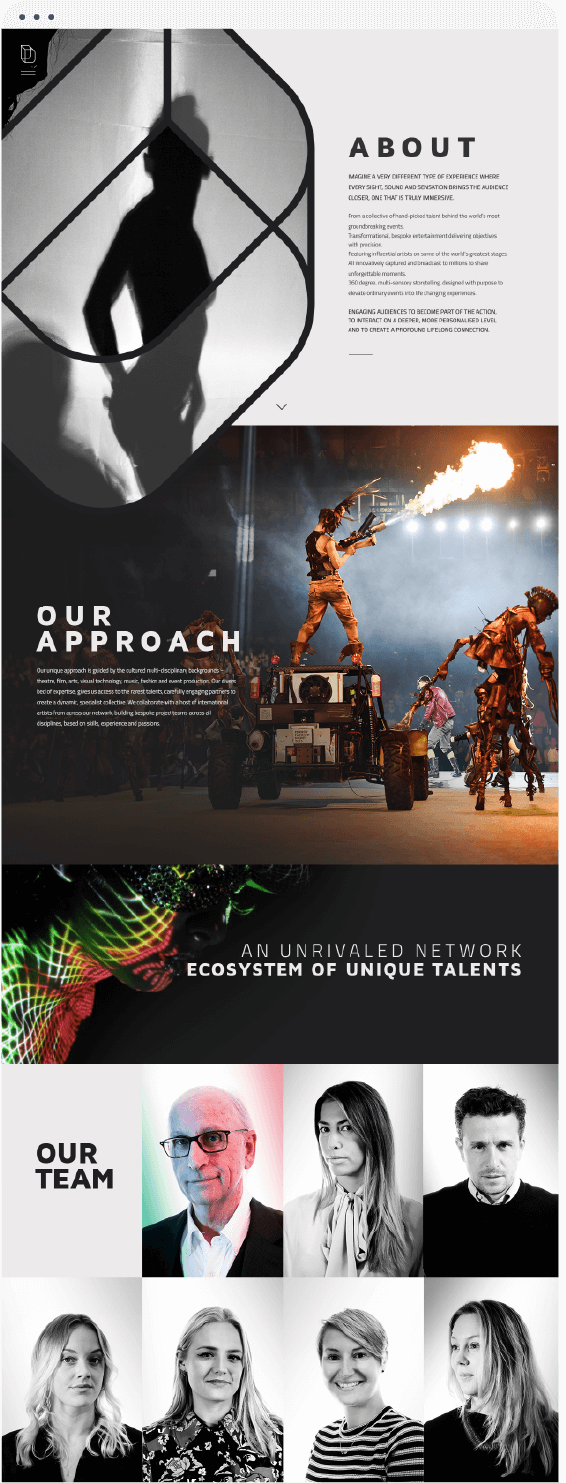 ABOUT
IMAGINE A VERY DIFFERENT TYPE OF EXPERIENCE WHERE
EVERY SIGHT, SOUND AND SENSATION BRINGS THE AUDIENCE
CLOSER, ONE THAT IS TRULY IMMERSIVE.
From a collective of hand-picked talent behind the world's most
groundbreaking events.
Transformational, bespoke entertainment delivering objectives
with precision.
Featuring influential artists on some of the world's greatest stages
All innovatively captured and broadcast to millions to share
unforgettable moments.
360 degree, multi-sensory storytelling, designed with purpose to
elevate ordinary events into life changing experiences.
ENGAGING AUDIENCES TO BECOME PART OF THE ACTION,
TO INTERACT ON A DEEPER, MORE PERSONALISED LEVEL
AND TO CREATE A PROFOUND LIFELONG CONNECTION.
OUR
APPROACH
Our unique approach is guided by the cultured multi-disciplinary backgrounds -
theatre, film, arts, visual technology, music, fashion and event production. Our divers
ted of expertise, gives us access to the rarest talents, carefully engaging partners to
create a dynamic, specialist collective. We collaborate with a host of international
artists from across our network building bespoke project teams across all
disciplines, based on skills, experience and passions.
AN UNRIVALED NETWORK
ECOSYSTEM OF UNIQUE TALENTS
OUR
TEAM